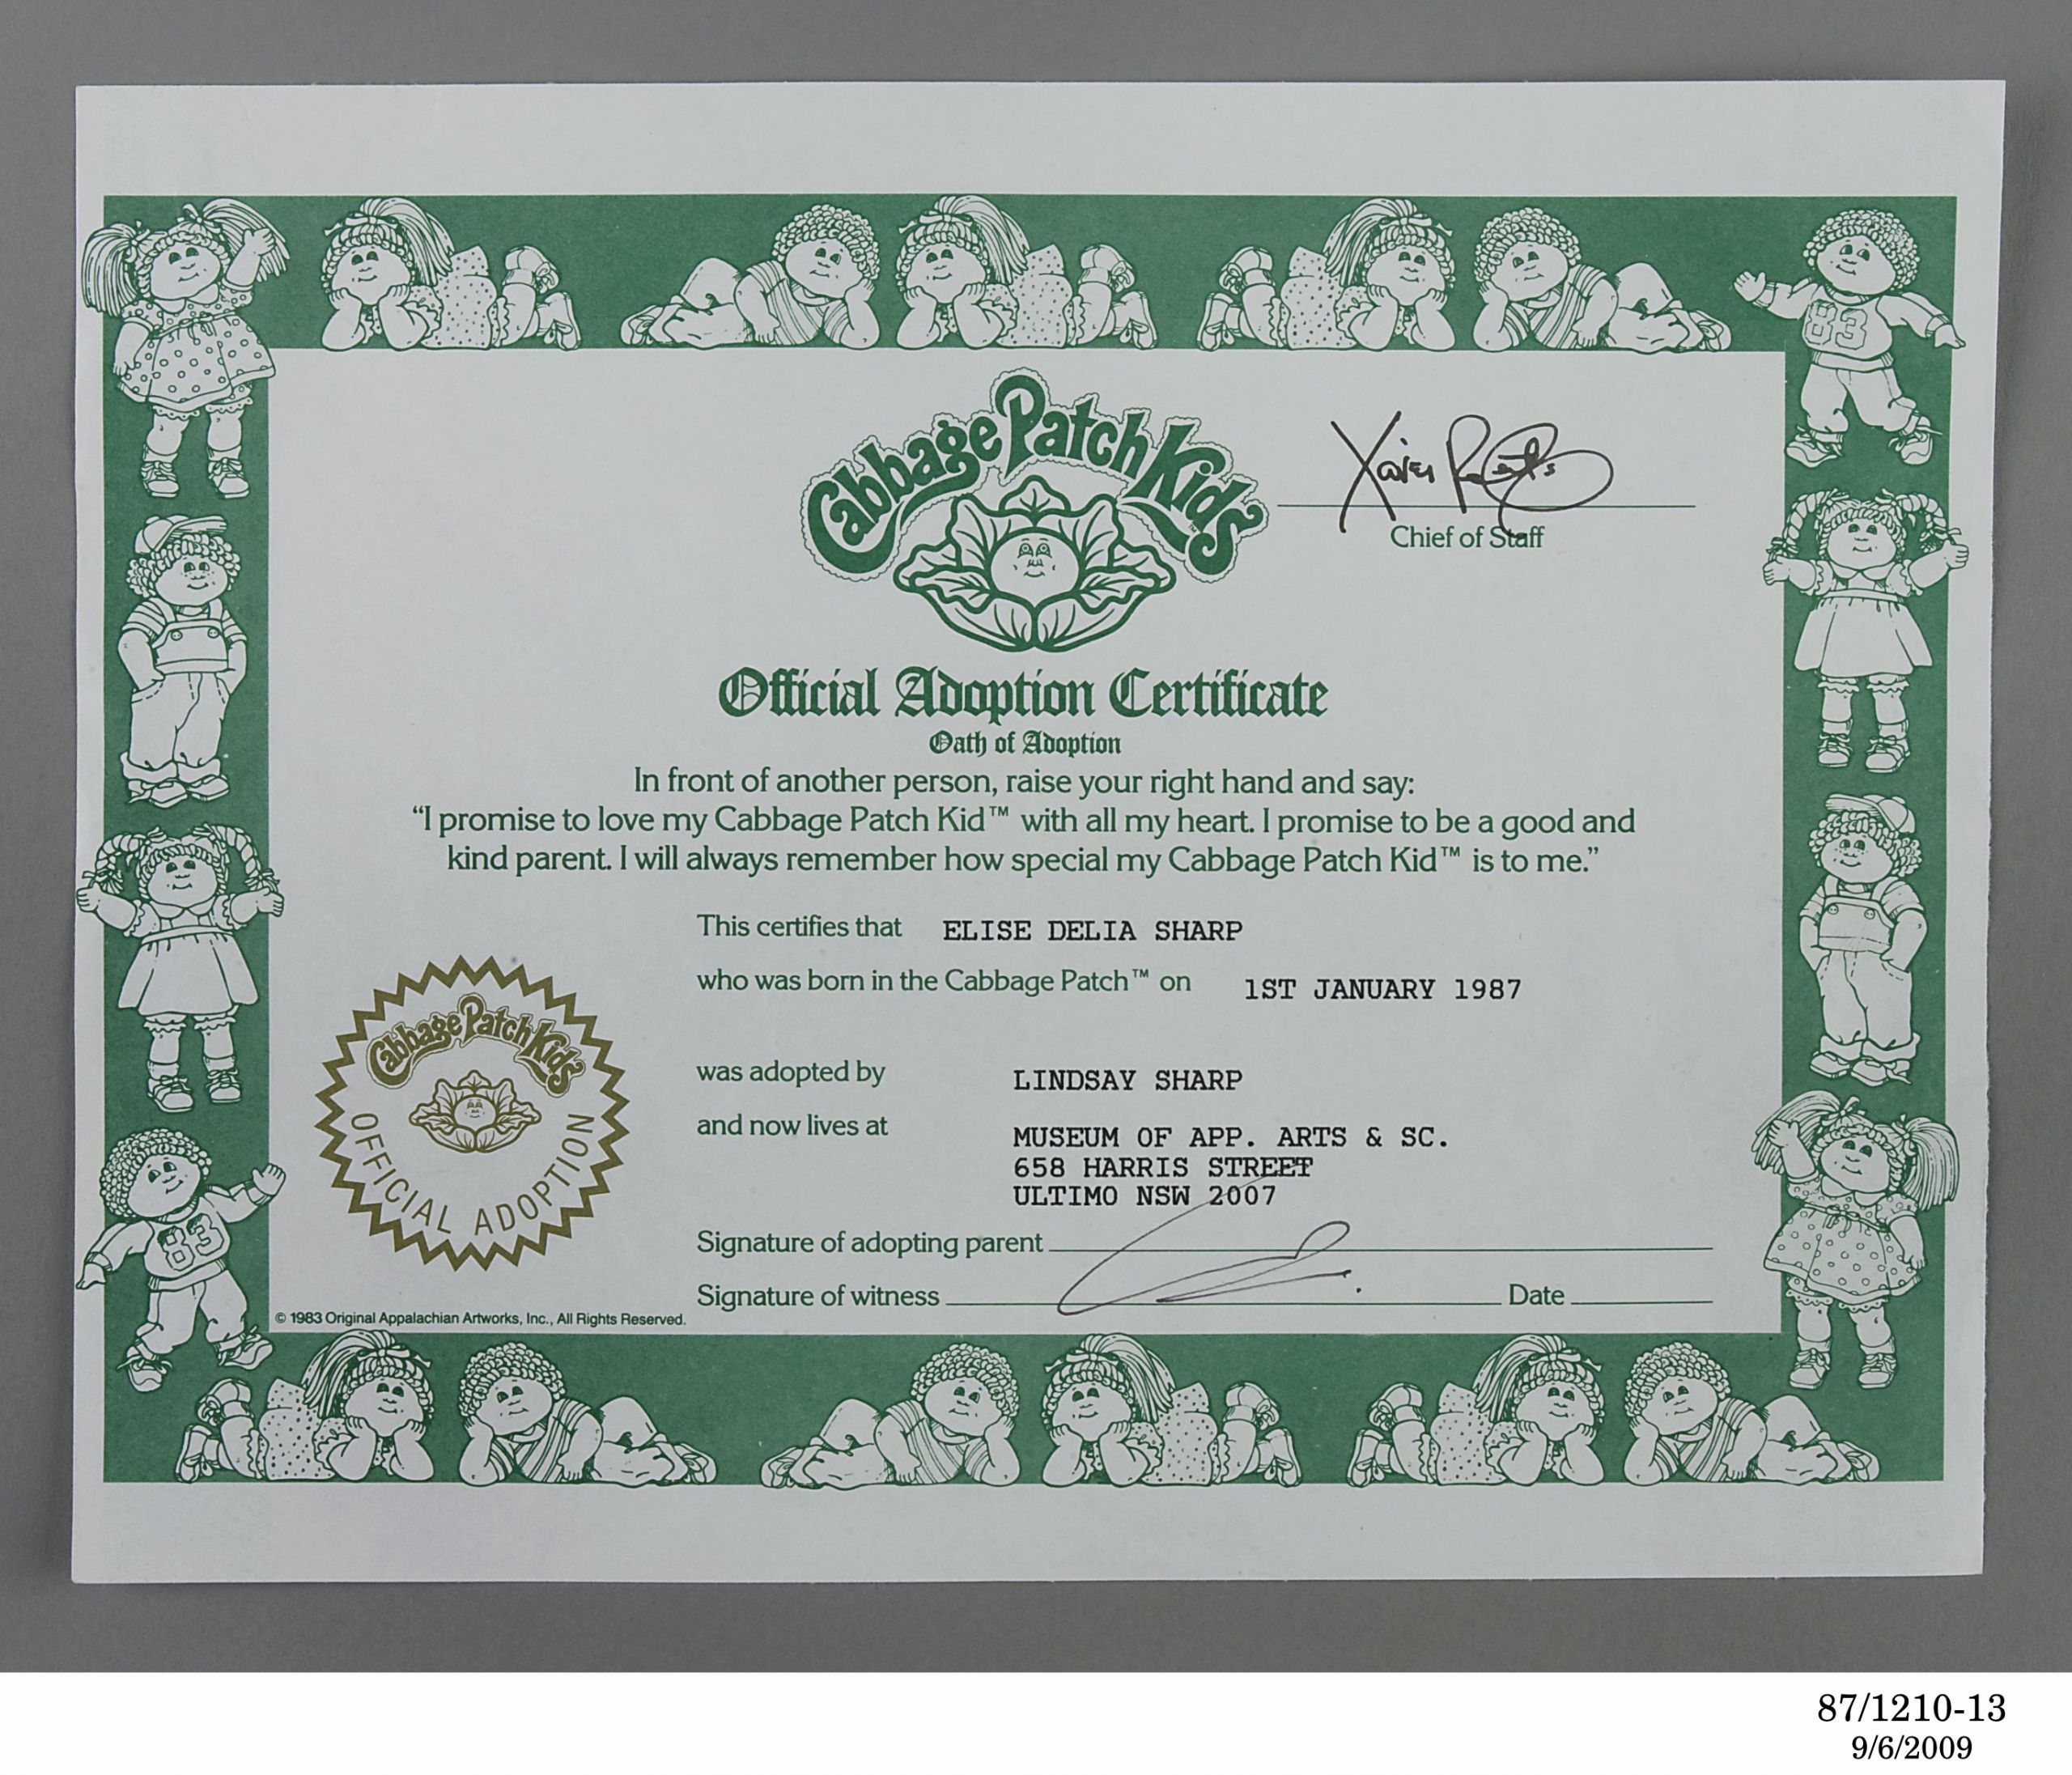 Cabbage Patch Kids™
Xavier Roberts
Chief of Staff
Official Adoption Certificate
Oath of Adoption
In front of another person, raise your right hand and say:
“I promise to love my Cabbage Patch Kid™ with all my heart. I promise to be a good and
kind parent. I will always remember how special my Cabbage Patch Kid™ is to me.”
This certifies that ELISE DELIA SHARP
who was born in the Cabbage Patch™ on 1ST JANUARY 1987
was adopted by LINDSAY SHARP
and now lives at MUSEUM OF APP. ARTS & SC.
658 HARRIS STREET
ULTIMO NSW 2007
Signature of adopting parent
Signature of witness Date
Cabbage Patch Kids
OFFICIAL ADOPTION
© 1983 Original Appalachian Artworks, Inc., All Rights Reserved.
83
83
87/1210-13
9/6/2009